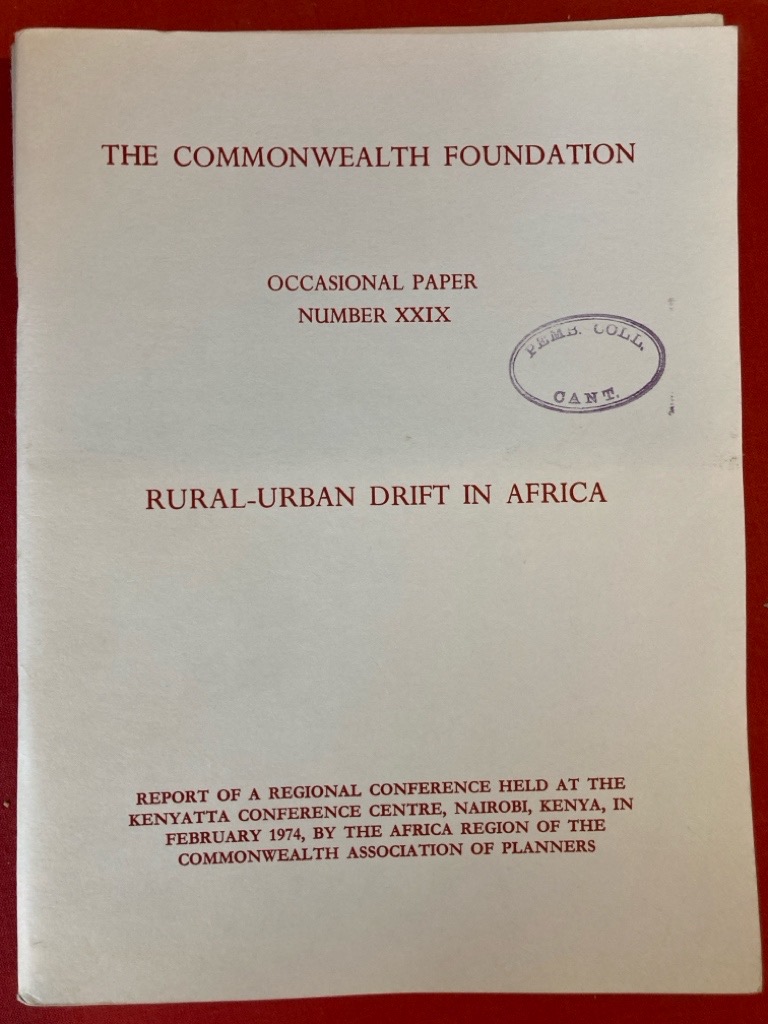 THE COMMONWEALTH FOUNDATION
OCCASIONAL PAPER
NUMBER XXIX
PEMB. COLL.
CANT.
RURAL-URBAN DRIFT IN AFRICA
REPORT OF A REGIONAL CONFERENCE HELD AT THE
KENYATTA CONFERENCE CENTRE, NAIROBI, KENYA, IN
FEBRUARY 1974, BY THE AFRICA REGION OF THE
COMMONWEALTH ASSOCIATION OF PLANNERS